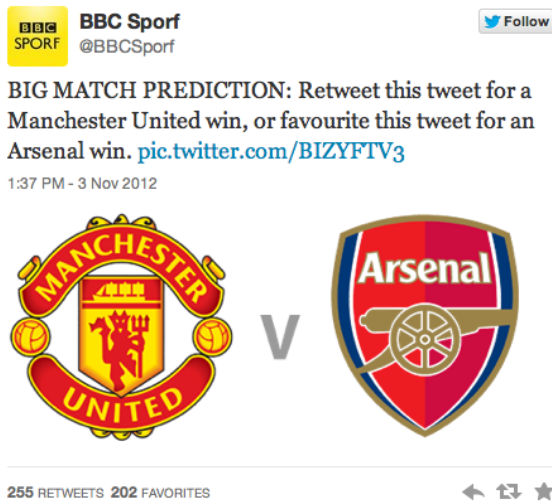 BBC
SPORF
BBC Sporf
@BBCSporf
Follow
BIG MATCH PREDICTION: Retweet this tweet for a
Manchester United win, or favourite this tweet for an
Arsenal win. pic.twitter.com/BIZYFTV3
1:37 PM - 3 Nov 2012
MANCHESTER
UNITED
V
Arsenal
255 RETWEETS 202 FAVORITES